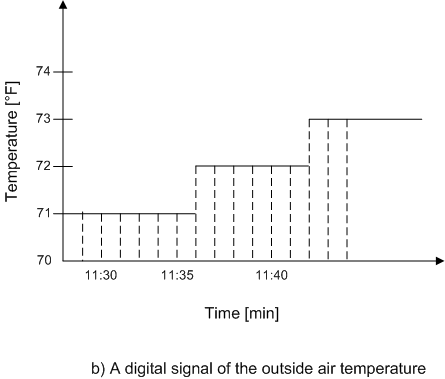 74
73
72
71
70
Temperature [°F]
11:30 11:35 11:40
Time [min]
b) A digital signal of the outside air temperature